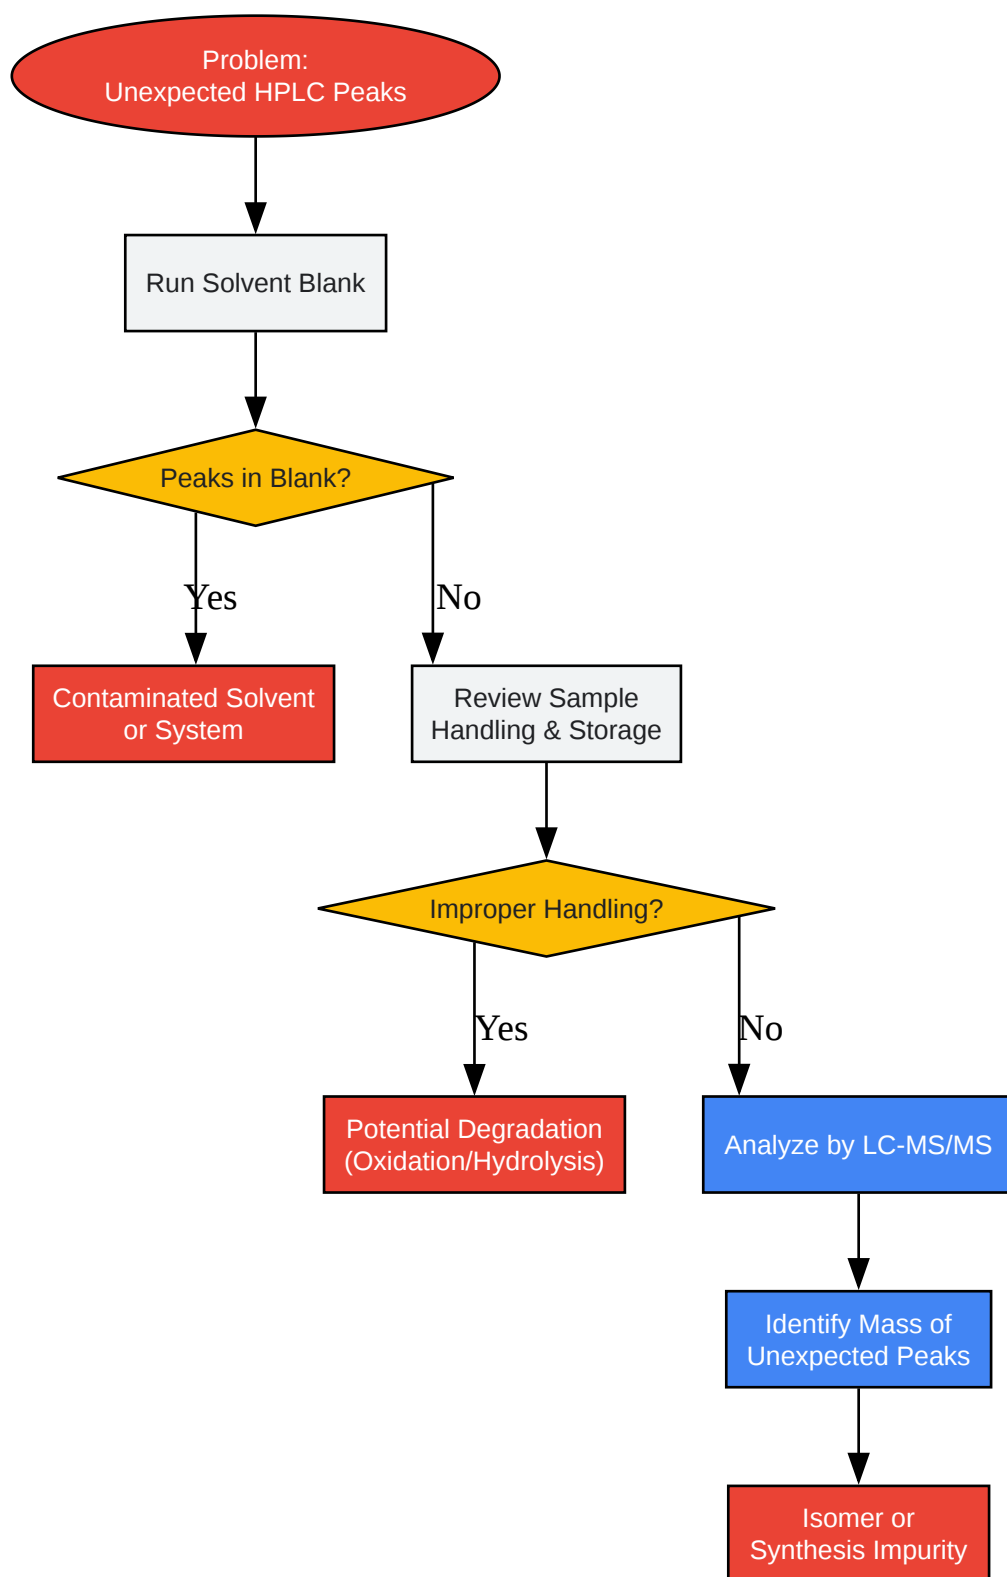 Problem:
Unexpected HPLC Peaks
Run Solvent Blank
Peaks in Blank?
Yes
No
Contaminated Solvent
or System
Review Sample
Handling & Storage
Improper Handling?
Yes
No
Potential Degradation
(Oxidation/Hydrolysis)
Analyze by LC-MS/MS
Identify Mass of
Unexpected Peaks
Isomer or
Synthesis Impurity